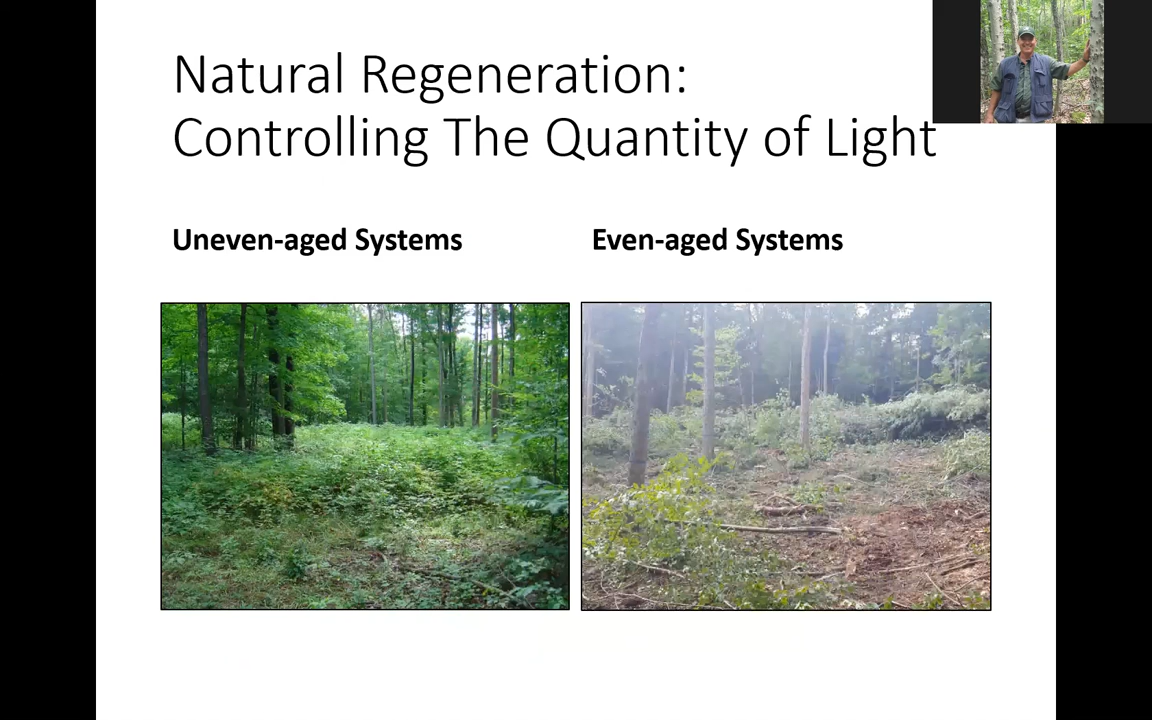 Natural Regeneration:
Controlling The Quantity of Light
Uneven-aged Systems
Even-aged Systems